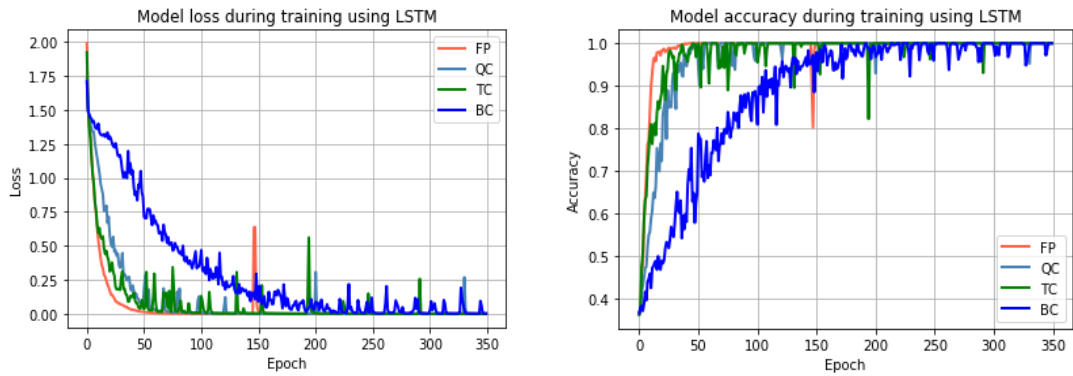 Model loss during training using LSTM
2.00
1.75
1.50
1.25
1.00
0.75
0.50
0.25
0.00
Loss
0 50 100 150 200 250 300 350
Epoch
FP
QC
TC
BC
Model accuracy during training using LSTM
1.0
0.9
0.8
0.7
0.6
0.5
0.4
Accuracy
0 50 100 150 200 250 300 350
Epoch
FP
QC
TC
BC